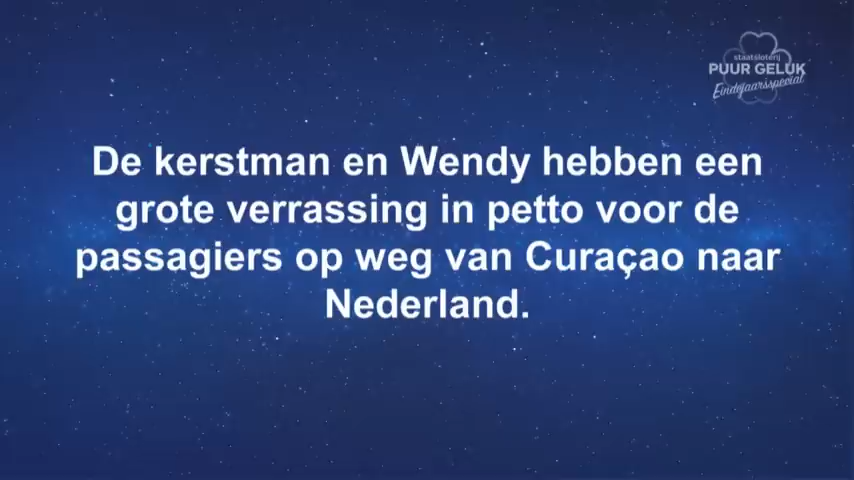 staatsloterij
PUUR GELUK
Eindejaarsspecial
De kerstman en Wendy hebben een
grote verrassing in petto voor de
passagiers op weg van Curaçao naar
Nederland.